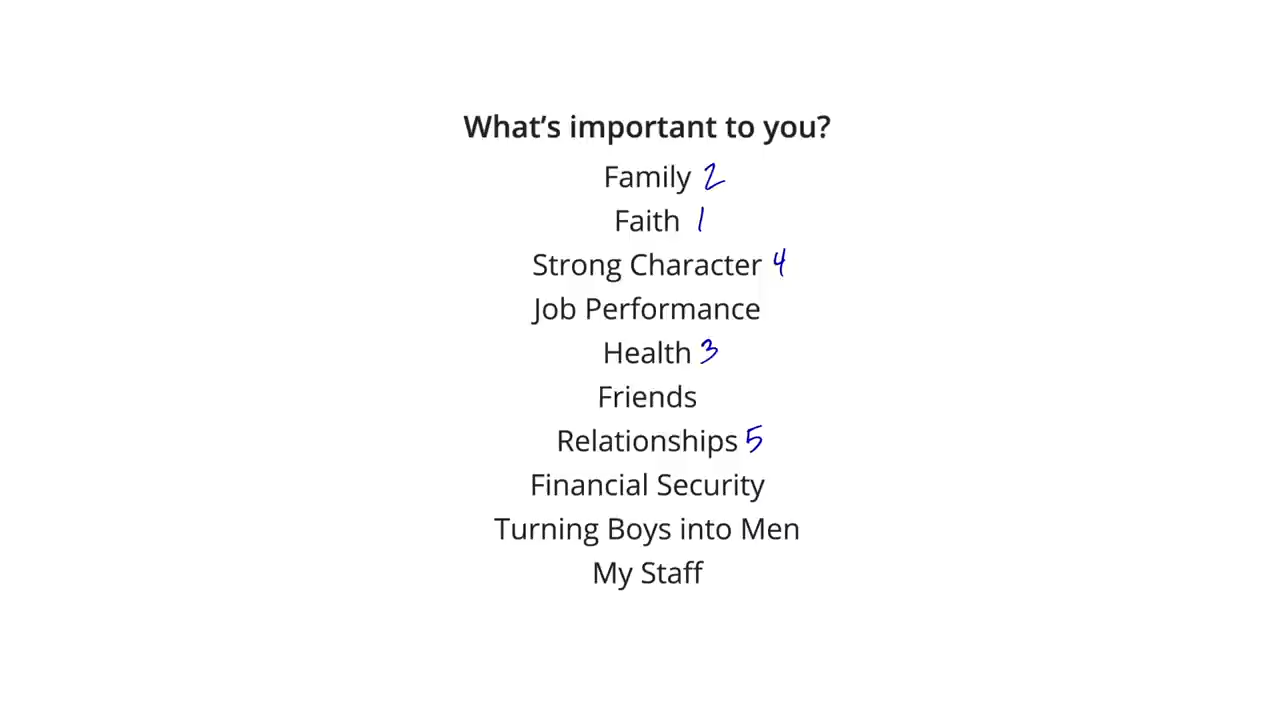 What's important to you?
Family 2
Faith 1
Strong Character 4
Job Performance
Health 3
Friends
Relationships 5
Financial Security
Turning Boys into Men
My Staff